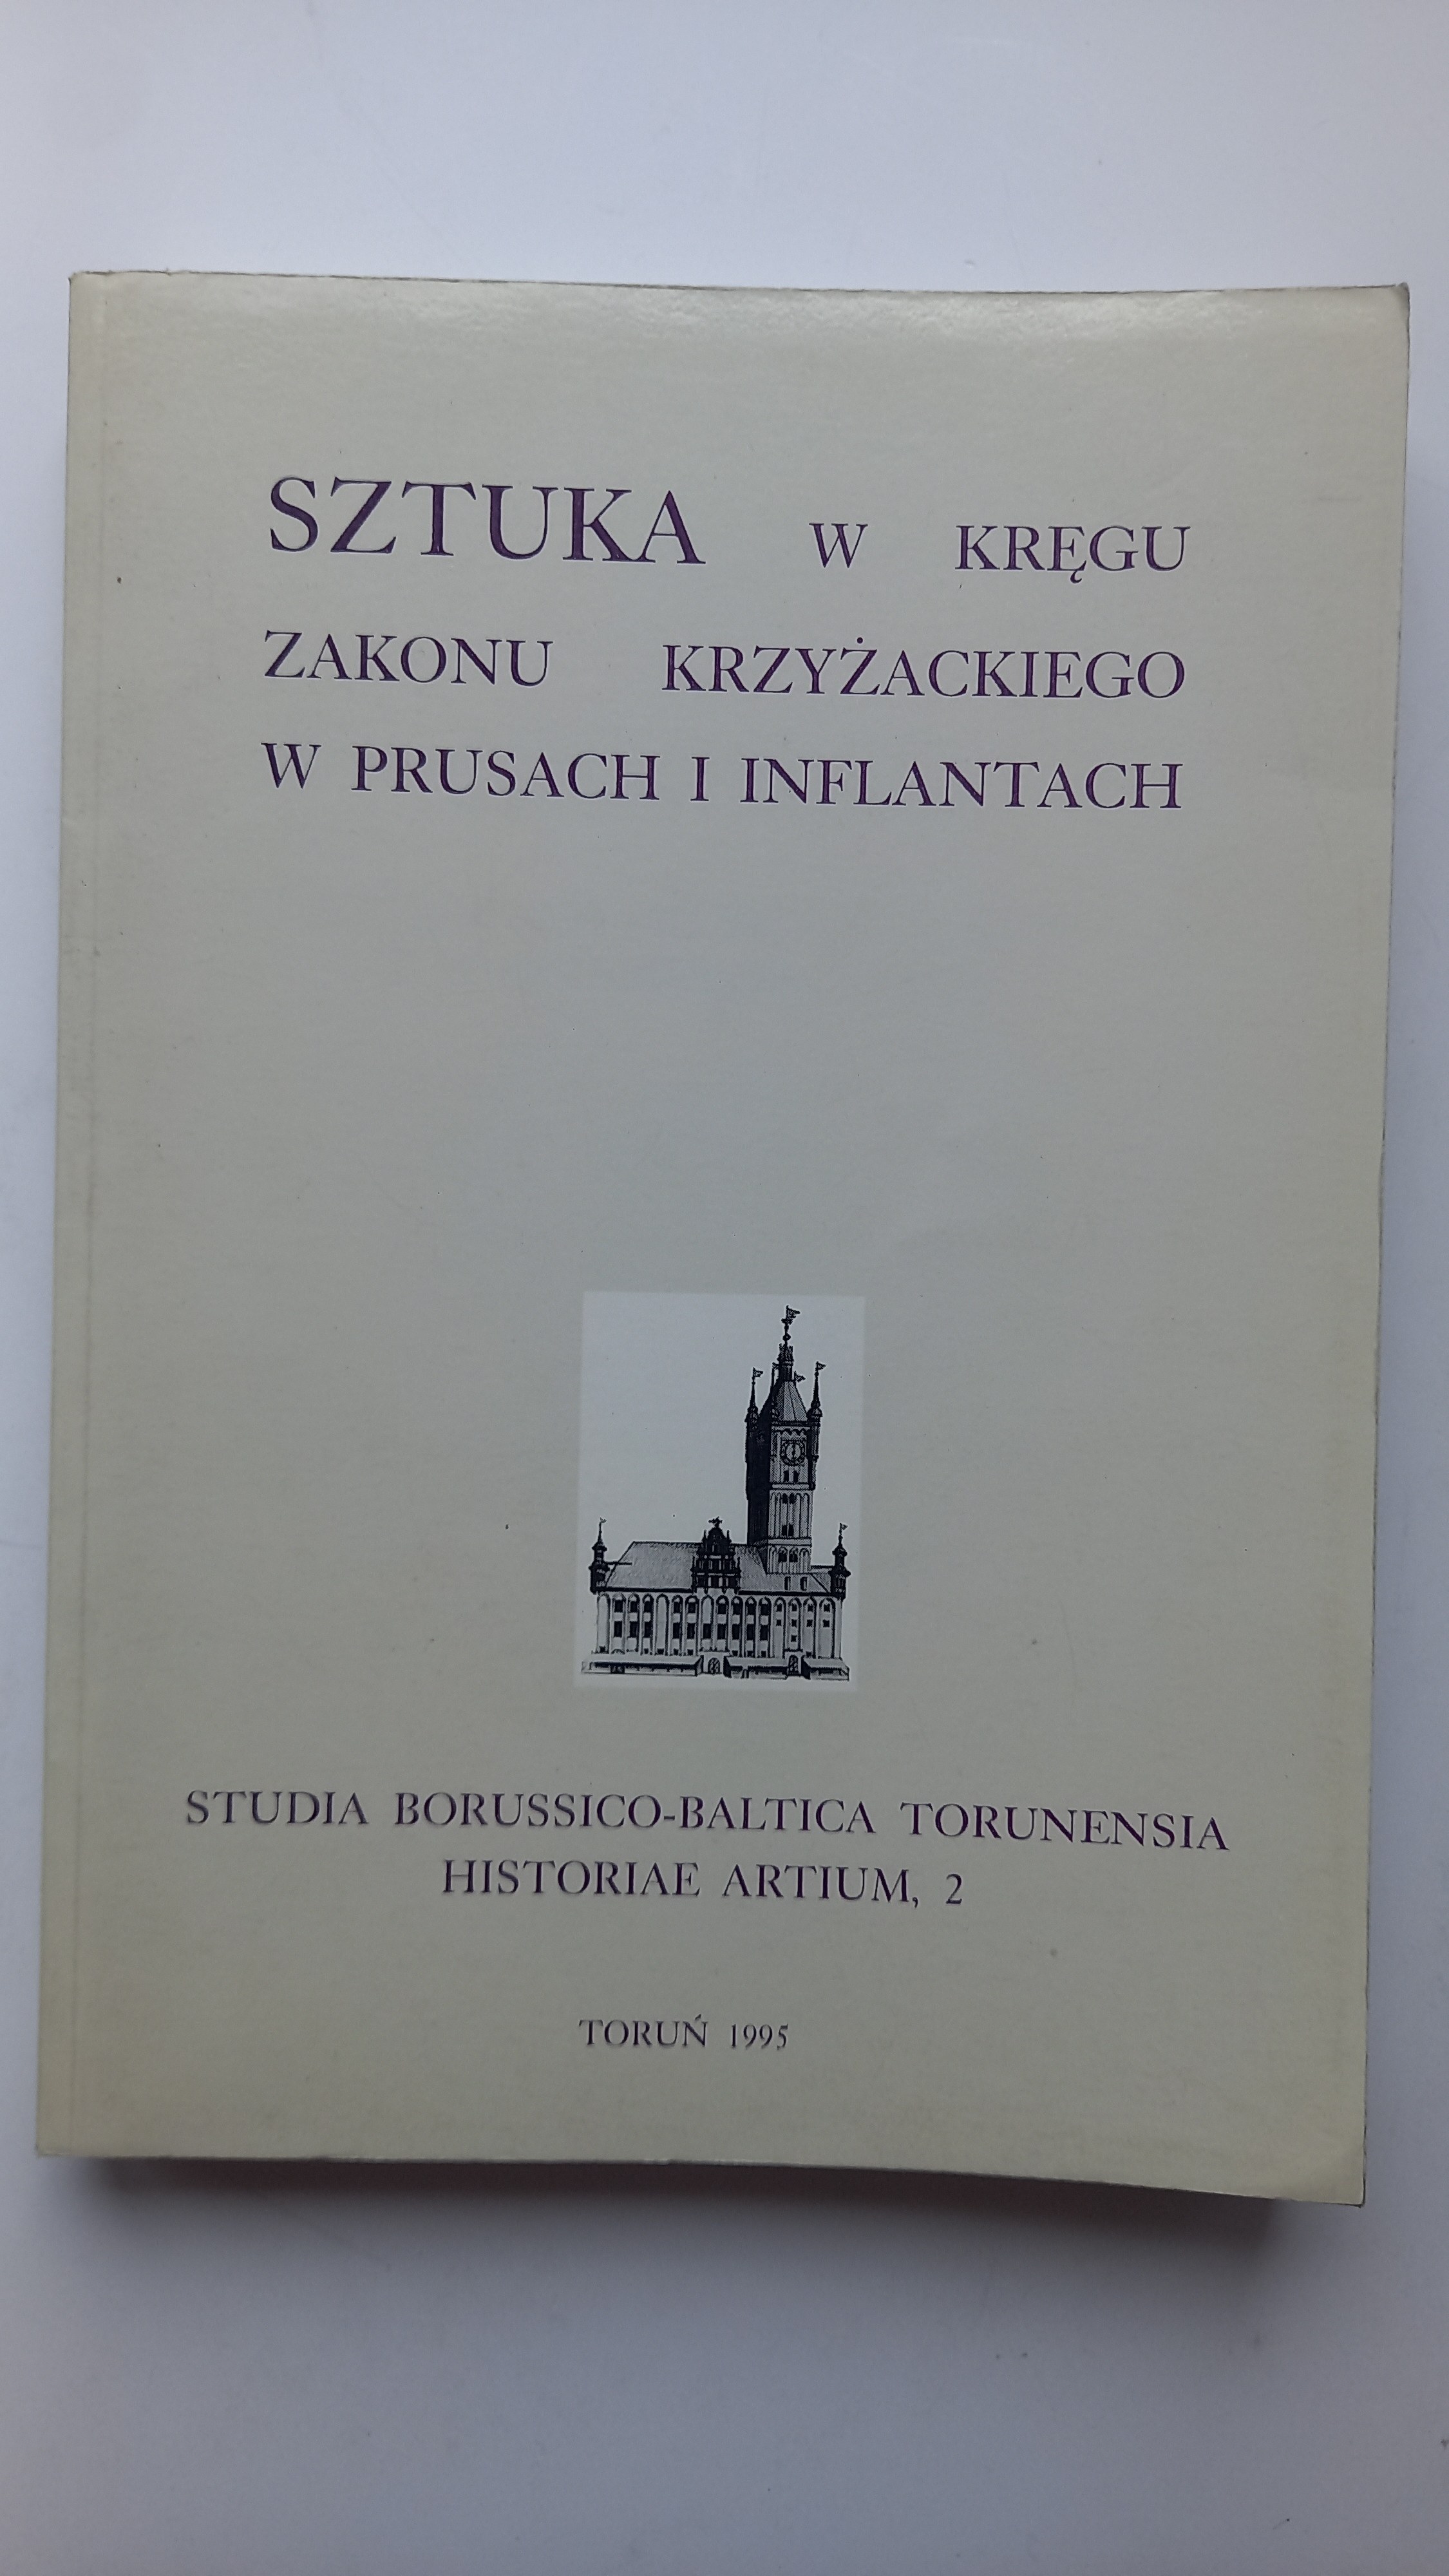 SZTUKA W KRĘGU
ZAKONU KRZYŻACKIEGO
W PRUSACH I INFLANTACH
STUDIA BORUSSICO-BALTICA TORUNENSIA
HISTORIAE ARTIUM, 2
TORUŃ 1995